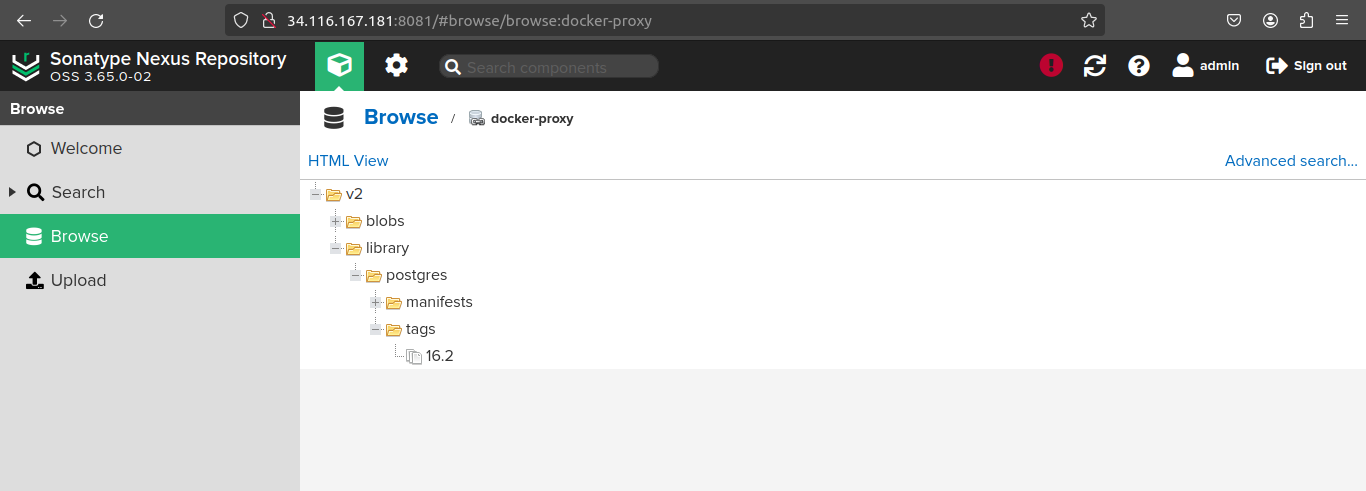 34.116.167.181:8081/#browse/browse:docker-proxy
Sonatype Nexus Repository
OSS 3.65.0-02
Search components
admin
Sign out
Browse
Welcome
Search
Browse
Upload
Browse / docker-proxy
HTML View
Advanced search...
v2
blobs
library
postgres
manifests
tags
16.2